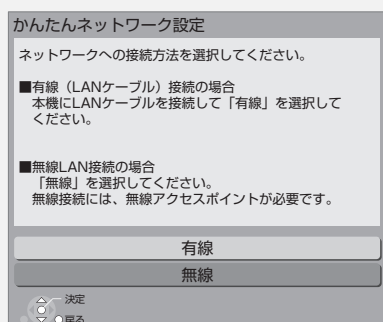 かんたんネットワーク設定
ネットワークへの接続方法を選択してください。
■有線（LANケーブル）接続の場合
本機にLANケーブルを接続して「有線」を選択して
ください。
■無線LAN接続の場合
「無線」を選択してください。
無線接続には、無線アクセスポイントが必要です。
有線
無線
決定
戻る